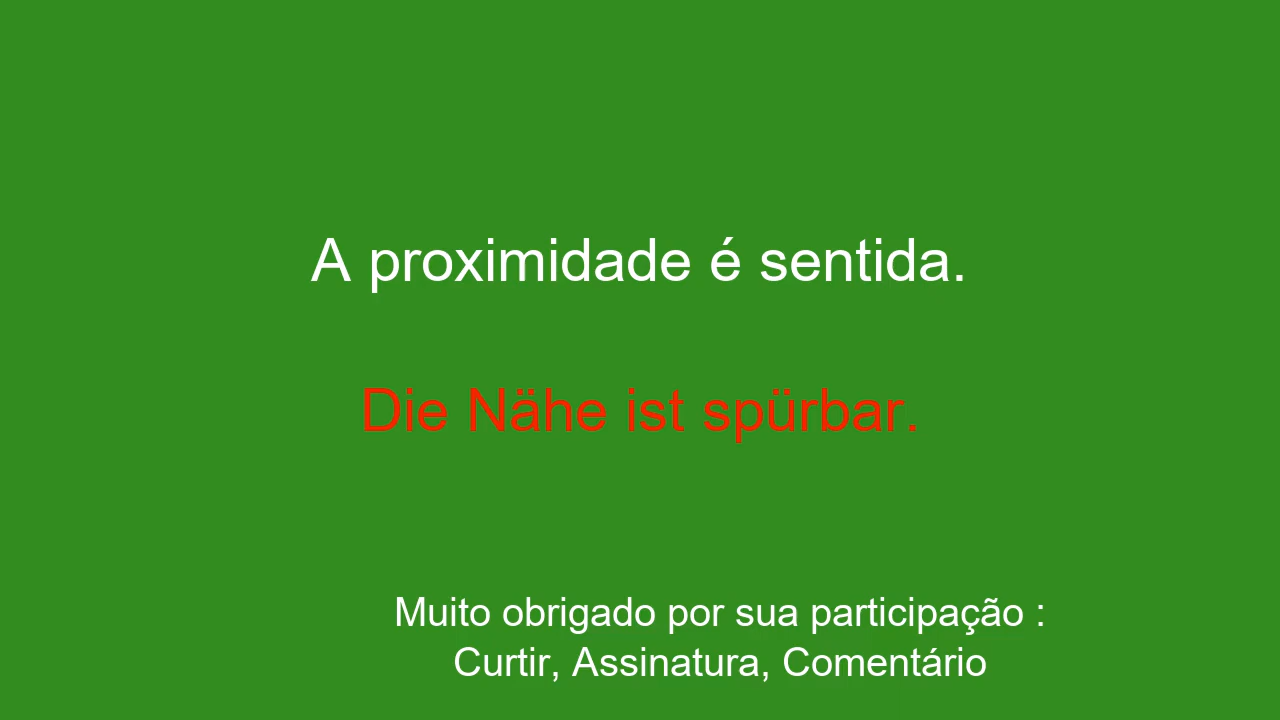 A proximidade é sentida.
Die Nähe ist spürbar.
Muito obrigado por sua participação :
Curtir, Assinatura, Comentário